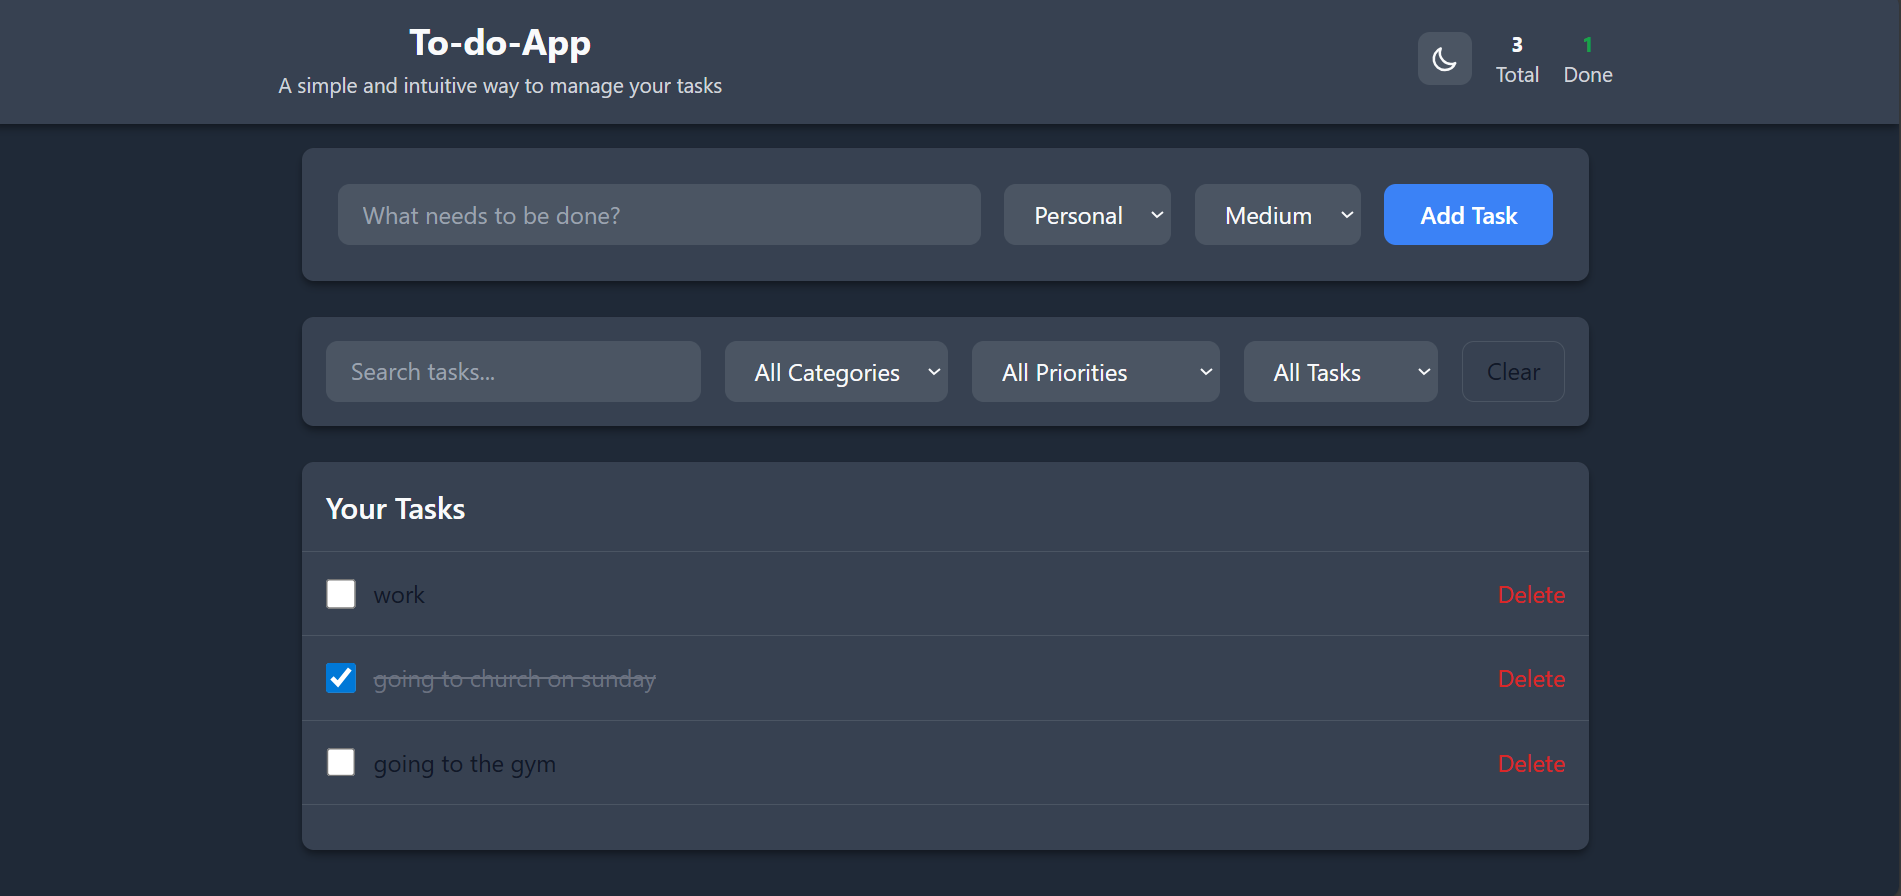 To-do-App
A simple and intuitive way to manage your tasks
3
Total
1
Done
What needs to be done?
Personal
Medium
Add Task
Search tasks...
All Categories
All Priorities
All Tasks
Clear
Your Tasks
work
Delete
going to church on sunday
Delete
going to the gym
Delete